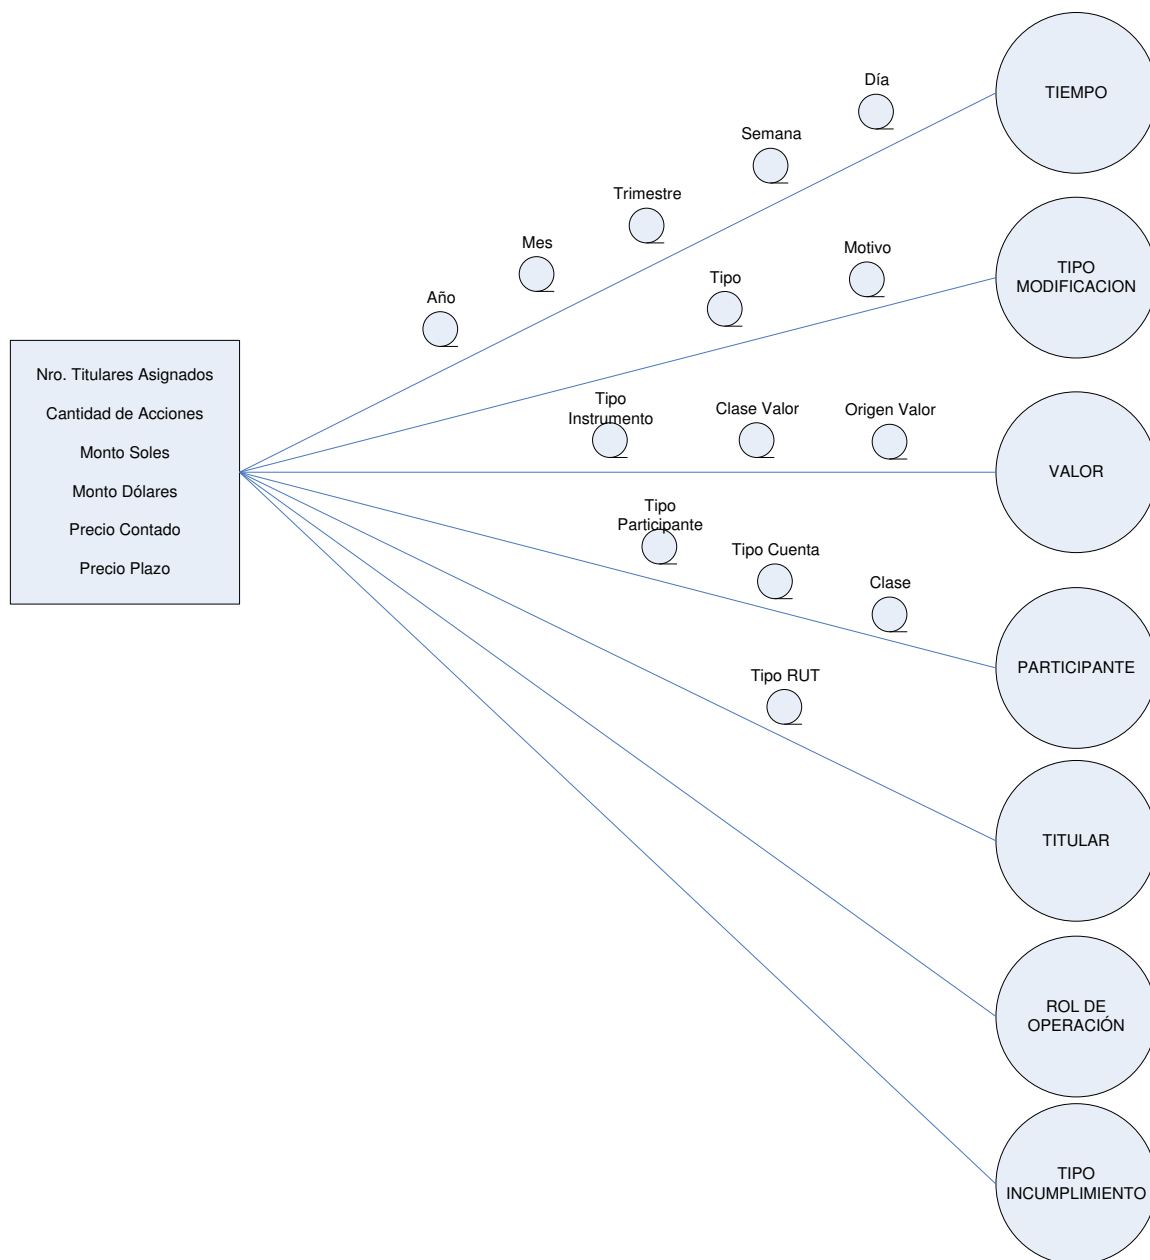 Día
TIEMPO
Semana
Trimestre
Mes
Año
Motivo
Tipo
TIPO
MODIFICACION
Nro. Titulares Asignados
Cantidad de Acciones
Monto Soles
Monto Dólares
Precio Contado
Precio Plazo
Tipo
Instrumento
Clase Valor
Origen Valor
VALOR
Tipo
Participante
Tipo Cuenta
Clase
PARTICIPANTE
Tipo RUT
TITULAR
ROL DE
OPERACIÓN
TIPO
INCUMPLIMIENTO